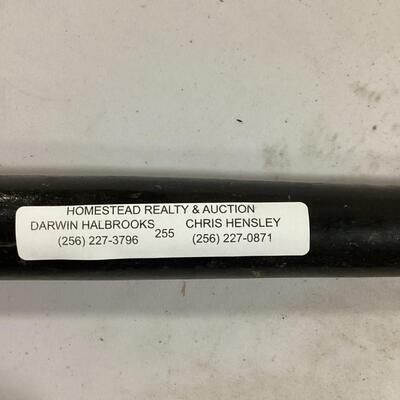 HOMESTEAD REALTY & AUCTION
DARWIN HALBROOKS 255 CHRIS HENSLEY
(256) 227-3796 (256) 227-0871